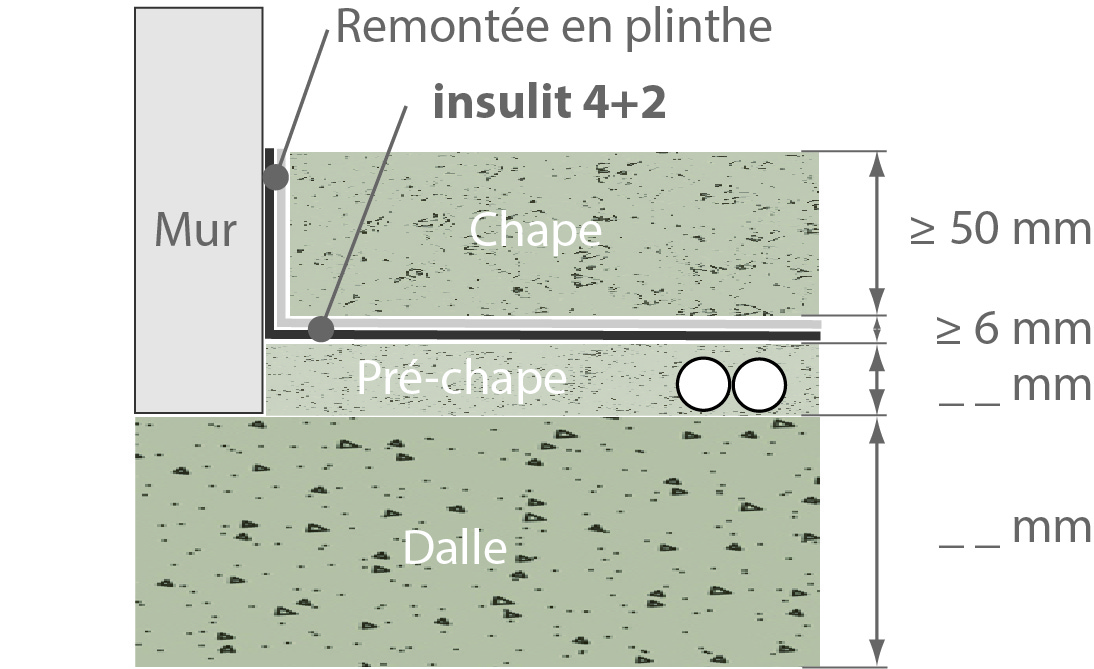 Remontée en plinthe
insulit 4+2
Mur
Chape
≥ 50 mm
≥ 6 mm
Pré-chape
_ _ mm
Dalle
_ _ mm